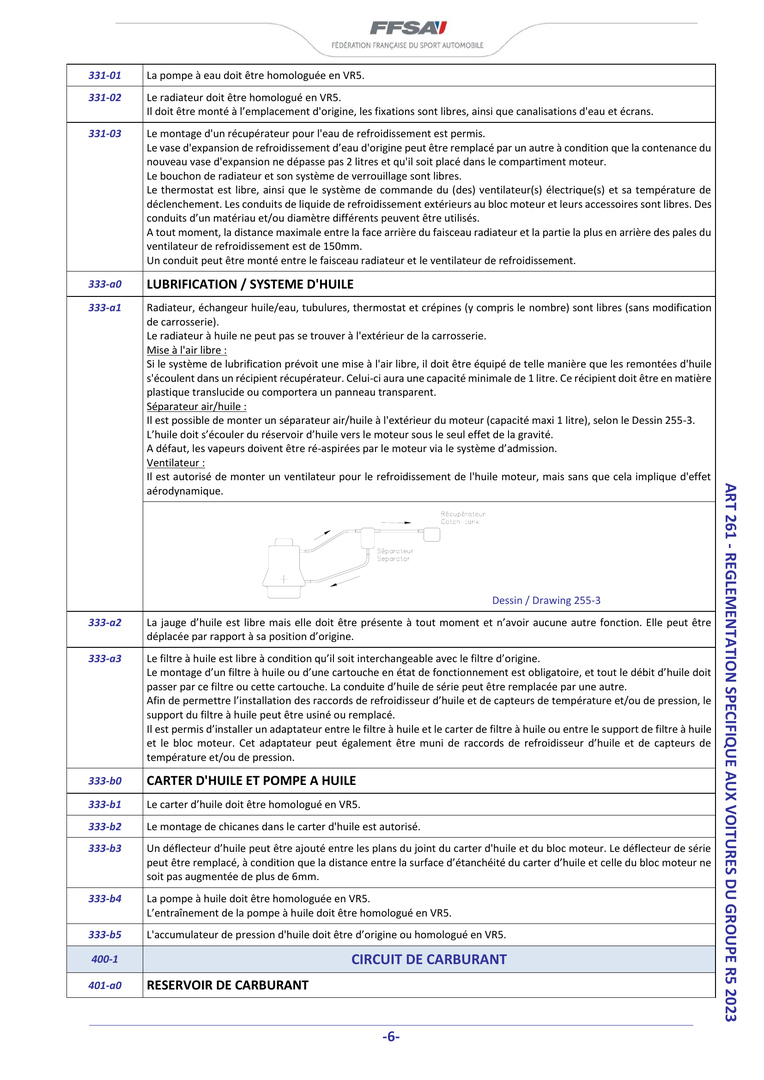 FFSA
FÉDÉRATION FRANÇAISE DU SPORT AUTOMOBILE
331-01
La pompe à eau doit être homologuée en VR5.
331-02
Le radiateur doit être homologué en VR5.
Il doit être monté à l’emplacement d'origine, les fixations sont libres, ainsi que canalisations d'eau et écrans.
331-03
Le montage d'un récupérateur pour l'eau de refroidissement est permis.
Le vase d'expansion de refroidissement d’eau d'origine peut être remplacé par un autre à condition que la contenance du
nouveau vase d'expansion ne dépasse pas 2 litres et qu'il soit placé dans le compartiment moteur.
Le bouchon de radiateur et son système de verrouillage sont libres.
Le thermostat est libre, ainsi que le système de commande du (des) ventilateur(s) électrique(s) et sa température de
déclenchement. Les conduits de liquide de refroidissement extérieurs au bloc moteur et leurs accessoires sont libres. Des
conduits d’un matériau et/ou diamètre différents peuvent être utilisés.
A tout moment, la distance maximale entre la face arrière du faisceau radiateur et la partie la plus en arrière des pales du
ventilateur de refroidissement est de 150mm.
Un conduit peut être monté entre le faisceau radiateur et le ventilateur de refroidissement.
333-a0
LUBRIFICATION / SYSTEME D'HUILE
333-a1
Radiateur, échangeur huile/eau, tubulures, thermostat et crépines (y compris le nombre) sont libres (sans modification
de carrosserie).
Le radiateur à huile ne peut pas se trouver à l'extérieur de la carrosserie.
Mise à l'air libre :
Si le système de lubrification prévoit une mise à l'air libre, il doit être équipé de telle manière que les remontées d'huile
s'écoulent dans un récipient récupérateur. Celui-ci aura une capacité minimale de 1 litre. Ce récipient doit être en matière
plastique translucide ou comportera un panneau transparent.
Séparateur air/huile :
Il est possible de monter un séparateur air/huile à l'extérieur du moteur (capacité maxi 1 litre), selon le Dessin 255-3.
L’huile doit s’écouler du réservoir d’huile vers le moteur sous le seul effet de la gravité.
A défaut, les vapeurs doivent être ré-aspirées par le moteur via le système d’admission.
Ventilateur :
Il est autorisé de monter un ventilateur pour le refroidissement de l'huile moteur, mais sans que cela implique d'effet
aérodynamique.
Récupérateur
Catch tank
Séparateur
Separator
Dessin / Drawing 255-3
333-a2
La jauge d’huile est libre mais elle doit être présente à tout moment et n’avoir aucune autre fonction. Elle peut être
déplacée par rapport à sa position d’origine.
333-a3
Le filtre à huile est libre à condition qu’il soit interchangeable avec le filtre d’origine.
Le montage d’un filtre à huile ou d’une cartouche en état de fonctionnement est obligatoire, et tout le débit d’huile doit
passer par ce filtre ou cette cartouche. La conduite d’huile de série peut être remplacée par une autre.
Afin de permettre l’installation des raccords de refroidisseur d’huile et de capteurs de température et/ou de pression, le
support du filtre à huile peut être usiné ou remplacé.
Il est permis d’installer un adaptateur entre le filtre à huile et le carter de filtre à huile ou entre le support de filtre à huile
et le bloc moteur. Cet adaptateur peut également être muni de raccords de refroidisseur d’huile et de capteurs de
température et/ou de pression.
333-b0
CARTER D'HUILE ET POMPE A HUILE
333-b1
Le carter d’huile doit être homologué en VR5.
333-b2
Le montage de chicanes dans le carter d'huile est autorisé.
333-b3
Un déflecteur d’huile peut être ajouté entre les plans du joint du carter d'huile et du bloc moteur. Le déflecteur de série
peut être remplacé, à condition que la distance entre la surface d’étanchéité du carter d’huile et celle du bloc moteur ne
soit pas augmentée de plus de 6mm.
333-b4
La pompe à huile doit être homologuée en VR5.
L’entraînement de la pompe à huile doit être homologué en VR5.
333-b5
L'accumulateur de pression d'huile doit être d’origine ou homologué en VR5.
400-1
CIRCUIT DE CARBURANT
401-a0
RESERVOIR DE CARBURANT
ART 261 - REGLEMENTATION SPECIFIQUE AUX VOITURES DU GROUPE R5 2023
-6-